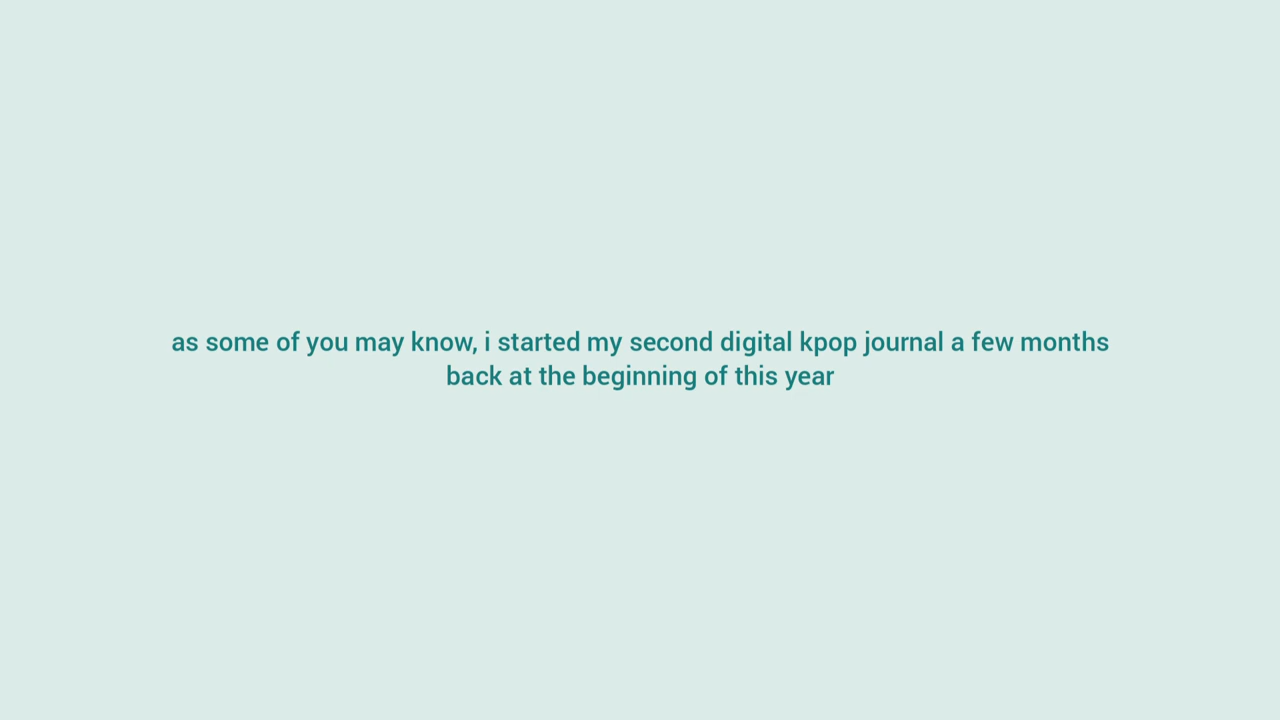 as some of you may know, i started my second digital kpop journal a few months
back at the beginning of this year